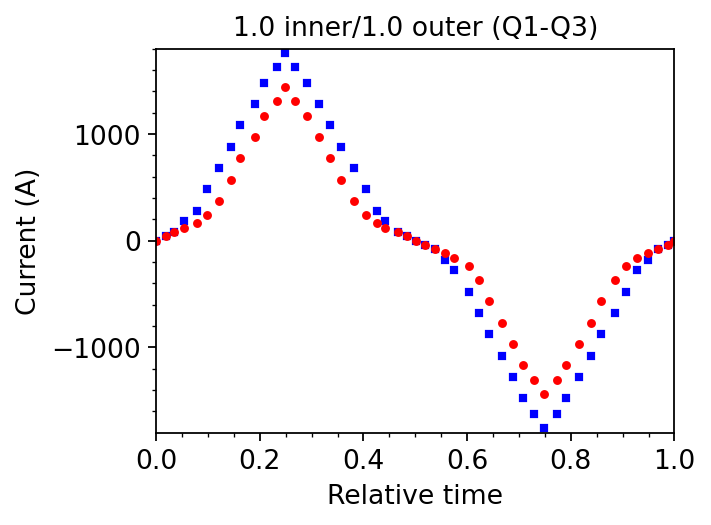 1.0 inner/1.0 outer (Q1-Q3)
Current (A)
1000
0
−1000
0.0 0.2 0.4 0.6 0.8 1.0
Relative time